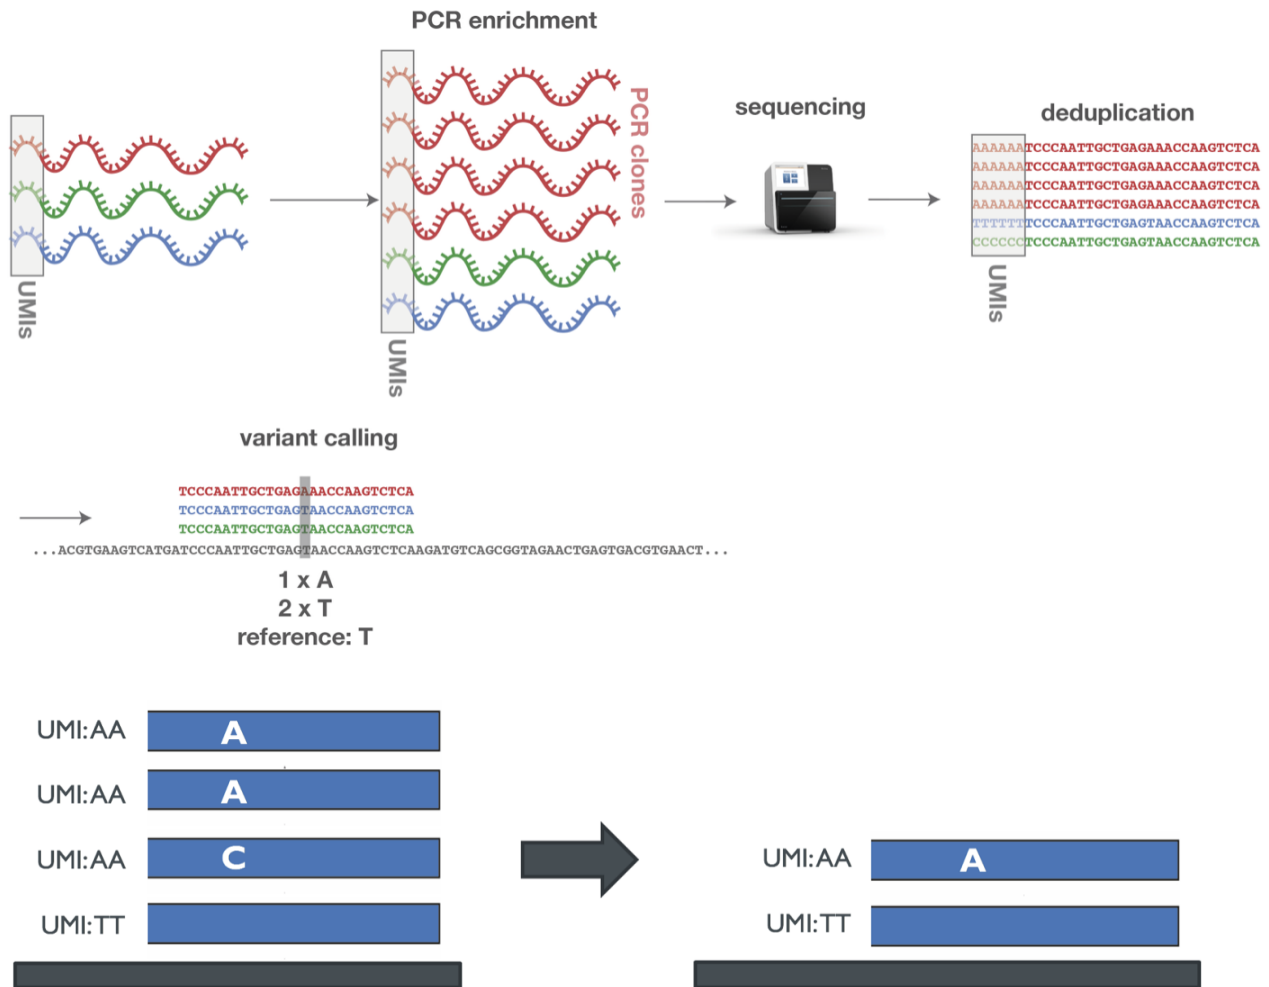 PCR enrichment
UMIs
PCR clones
UMIs
sequencing
deduplication
AAAAAATCCCAATTGCTGAGAAACCAAGTCTCA
AAAAAATCCCAATTGCTGAGAAACCAAGTCTCA
AAAAAATCCCAATTGCTGAGAAACCAAGTCTCA
AAAAAATCCCAATTGCTGAGAAACCAAGTCTCA
TTTTTTTCCCAATTGCTGAGTAACCAAGTCTCA
CCCCCCTCCCAATTGCTGAGTAACCAAGTCTCA
UMIs
variant calling
TCCCAATTGCTGAGAAACCAAGTCTCA
TCCCAATTGCTGAGTAACCAAGTCTCA
TCCCAATTGCTGAGTAACCAAGTCTCA
...ACGTGAAGTCATGATCCCAATTGCTGAGTAACCAAGTCTCAAGATGTCAGCGGTAGAACTGAGTGACGTGAACT...
1 x A
2 x T
reference: T
UMI:AA A
UMI:AA A
UMI:AA C
UMI:TT
UMI:AA A
UMI:TT